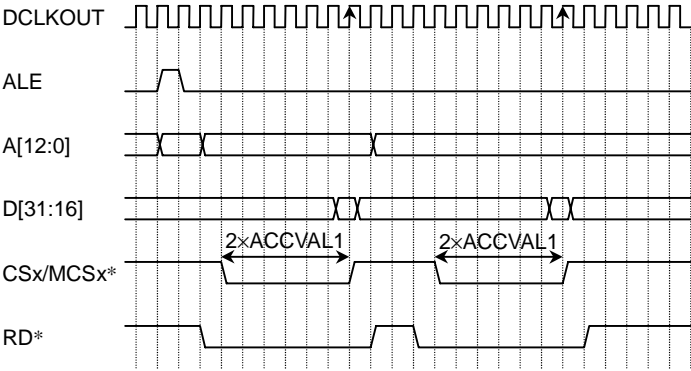 DCLKOUT
ALE
A[12:0]
D[31:16]
2×ACCVAL1 2×ACCVAL1
CSx/MCSx*
RD*